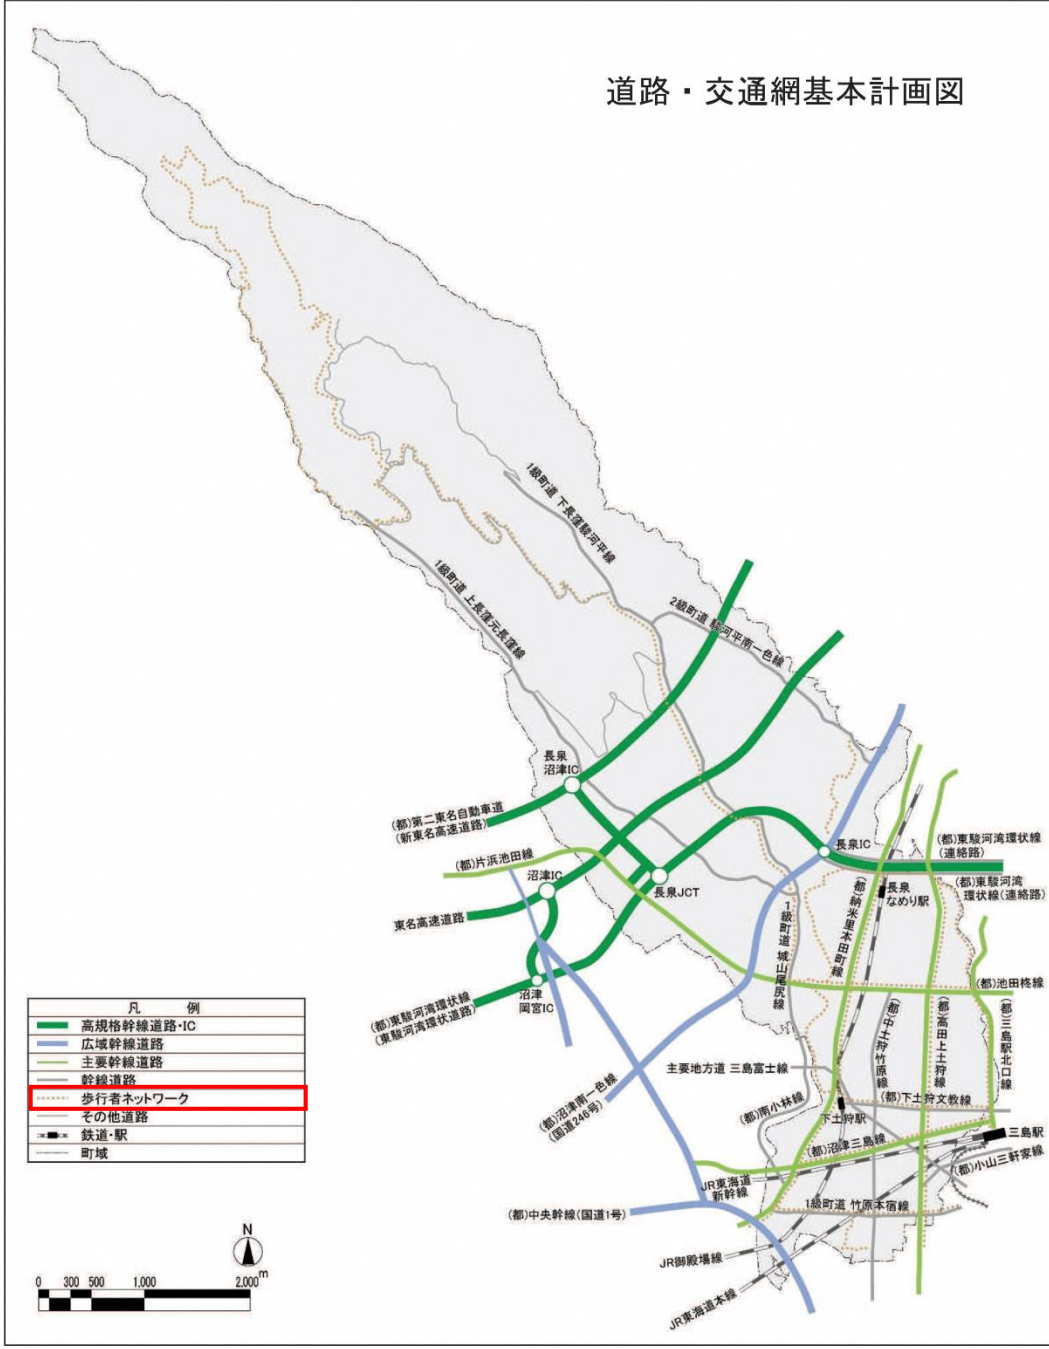 道路・交通網基本計画図
1級町道 下長窪駿河平線
1級町道 上長窪元長窪線
2級町道 駿河平南一色線
長泉
沼津IC
(都)第二東名自動車道
(新東名高速道路)
(都)片浜池田線
沼津IC
東名高速道路
長泉JCT
長泉IC
(都)東駿河湾環状線
(連絡路)
(都)東駿河湾
環状線(連絡路)
長泉
なめり駅
(都)納米里本田町線
1級町道 城山尾尻線
沼津
岡宮IC
(都)東駿河湾環状線
(東駿河湾環状道路)
(都)池田柊線
(都)中土狩竹原線
(都)高田上土狩線
(都)三島駅北口線
主要地方道 三島富士線
(都)沼津南一色線
(国道246号)
(都)南小林線
下土狩駅
(都)下土狩文教線
三島駅
(都)沼津三島線
(都)小山三軒家線
JR東海道
新幹線
1級町道 竹原本宿線
(都)中央幹線(国道1号)
JR御殿場線
JR東海道本線
凡 例
高規格幹線道路・IC
広域幹線道路
主要幹線道路
幹線道路
歩行者ネットワーク
その他道路
鉄道・駅
町域
N
0 300 500 1,000 2,000m